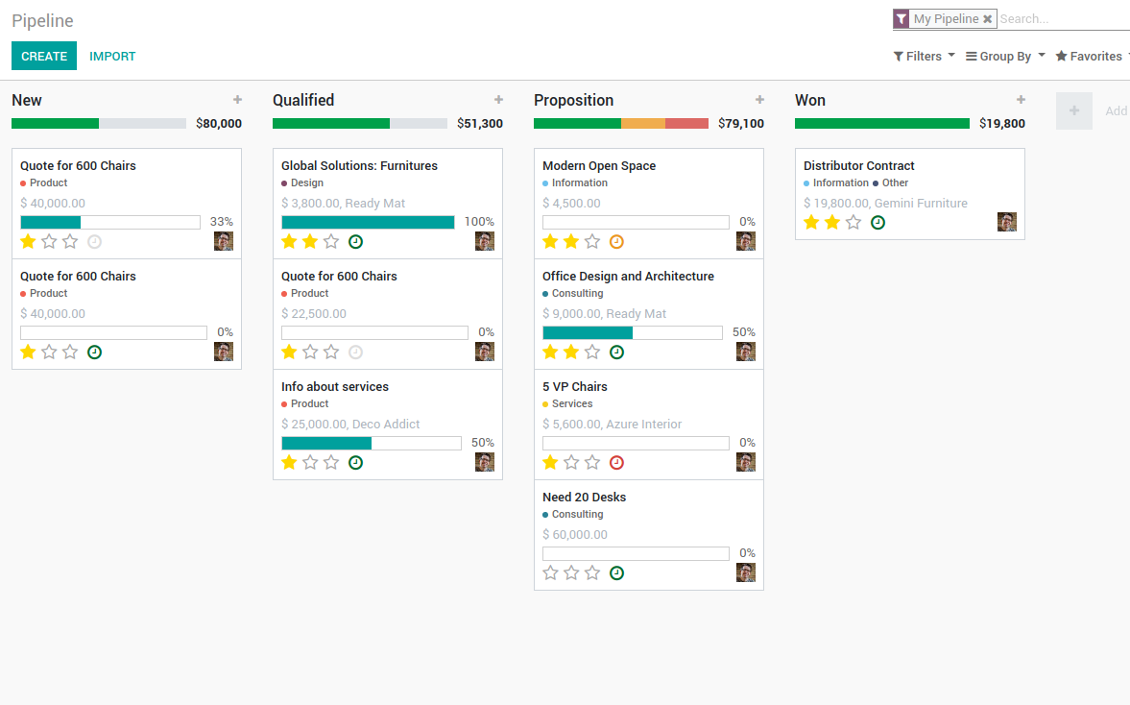 Pipeline
My Pipeline ✖ Search...
CREATE IMPORT
Filters Group By Favorites
New +
$80,000
Quote for 600 Chairs
Product
$ 40,000.00
33%
Quote for 600 Chairs
Product
$ 40,000.00
0%
Qualified +
$51,300
Global Solutions: Furnitures
Design
$ 3,800.00, Ready Mat
100%
Quote for 600 Chairs
Product
$ 22,500.00
0%
Info about services
Product
$ 25,000.00, Deco Addict
50%
Proposition +
$79,100
Modern Open Space
Information
$ 4,500.00
0%
Office Design and Architecture
Consulting
$ 9,000.00, Ready Mat
50%
5 VP Chairs
Services
$ 5,600.00, Azure Interior
0%
Need 20 Desks
Consulting
$ 60,000.00
0%
Won +
$19,800
Distributor Contract
Information Other
$ 19,800.00, Gemini Furniture
+ Add